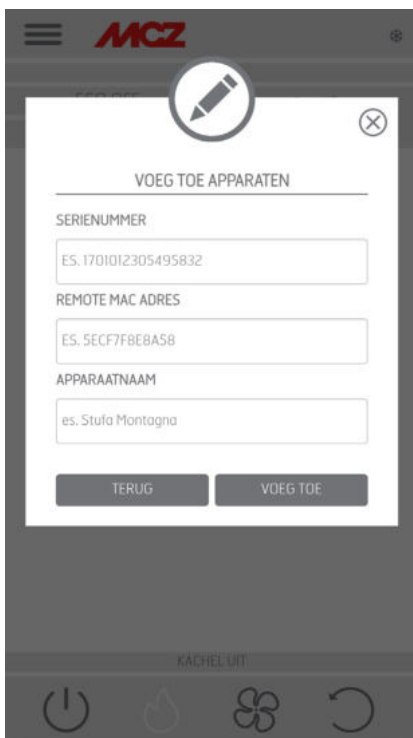 MCZ
VOEG TOE APPARATEN
SERIENUMMER
ES. 1701012305495832
REMOTE MAC ADRES
ES. 5ECF7F8E8A58
APPARAATNAAM
es. Stufa Montagna
TERUG VOEG TOE
KACHEL UIT